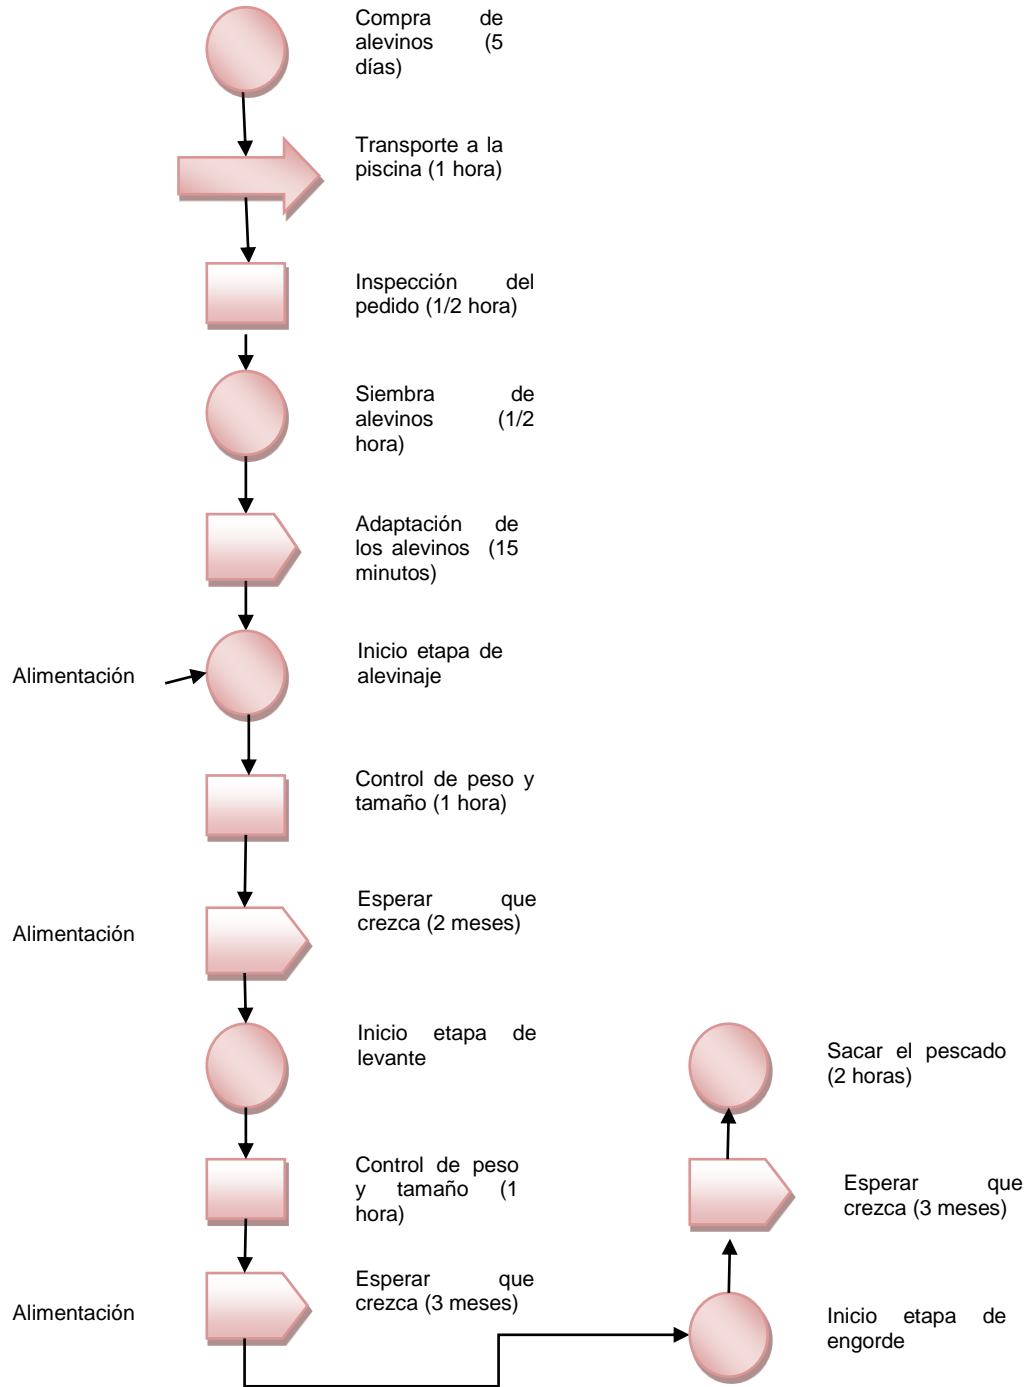 Compra de
alevinos (5
días)
Transporte a la
piscina (1 hora)
Inspección del
pedido (1/2 hora)
Siembra de
alevinos (1/2
hora)
Adaptación de
los alevinos (15
minutos)
Alimentación
Inicio etapa de
alevinaje
Control de peso y
tamaño (1 hora)
Alimentación
Esperar que
crezca (2 meses)
Inicio etapa de
levante
Control de peso
y tamaño (1
hora)
Alimentación
Esperar que
crezca (3 meses)
Inicio etapa de
engorde
Esperar que
crezca (3 meses)
Sacar el pescado
(2 horas)